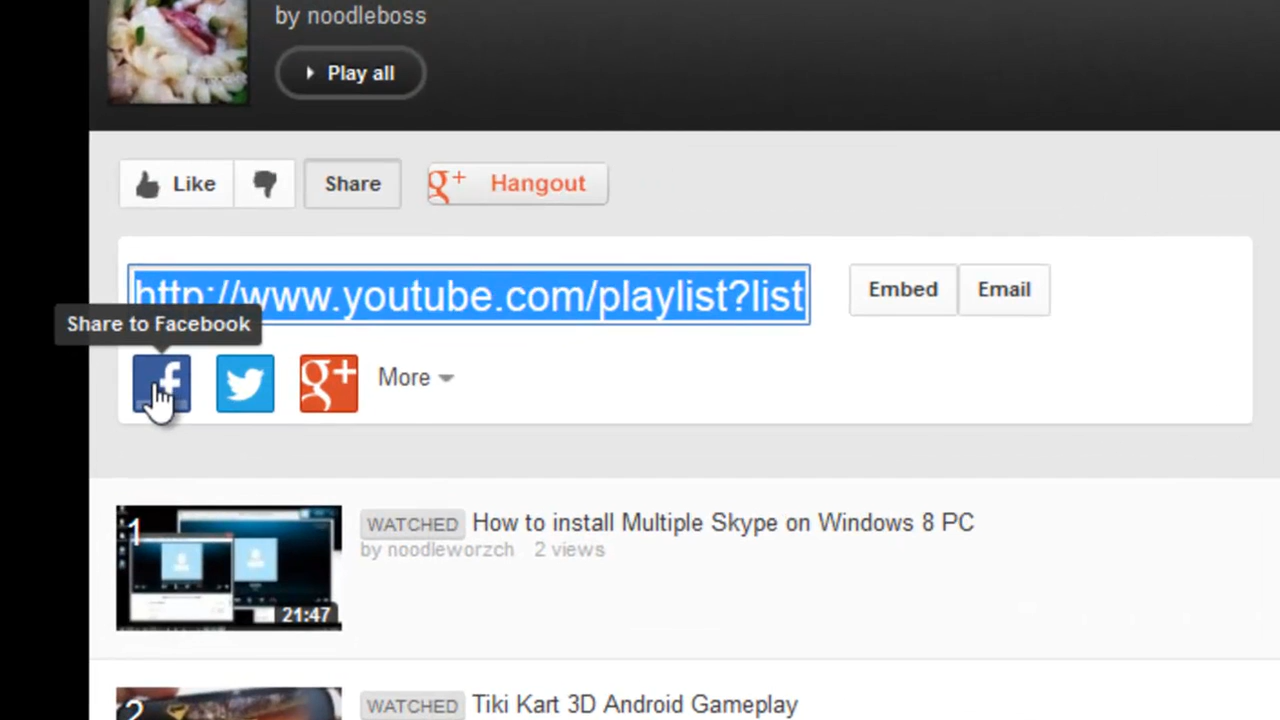 by noodleboss
Play all
Like
Share
g+ Hangout
http://www.youtube.com/playlist?list
Embed
Email
Share to Facebook
f
g+
More
1
21:47
WATCHED How to install Multiple Skype on Windows 8 PC
by noodleworzch 2 views
2
WATCHED Tiki Kart 3D Android Gameplay